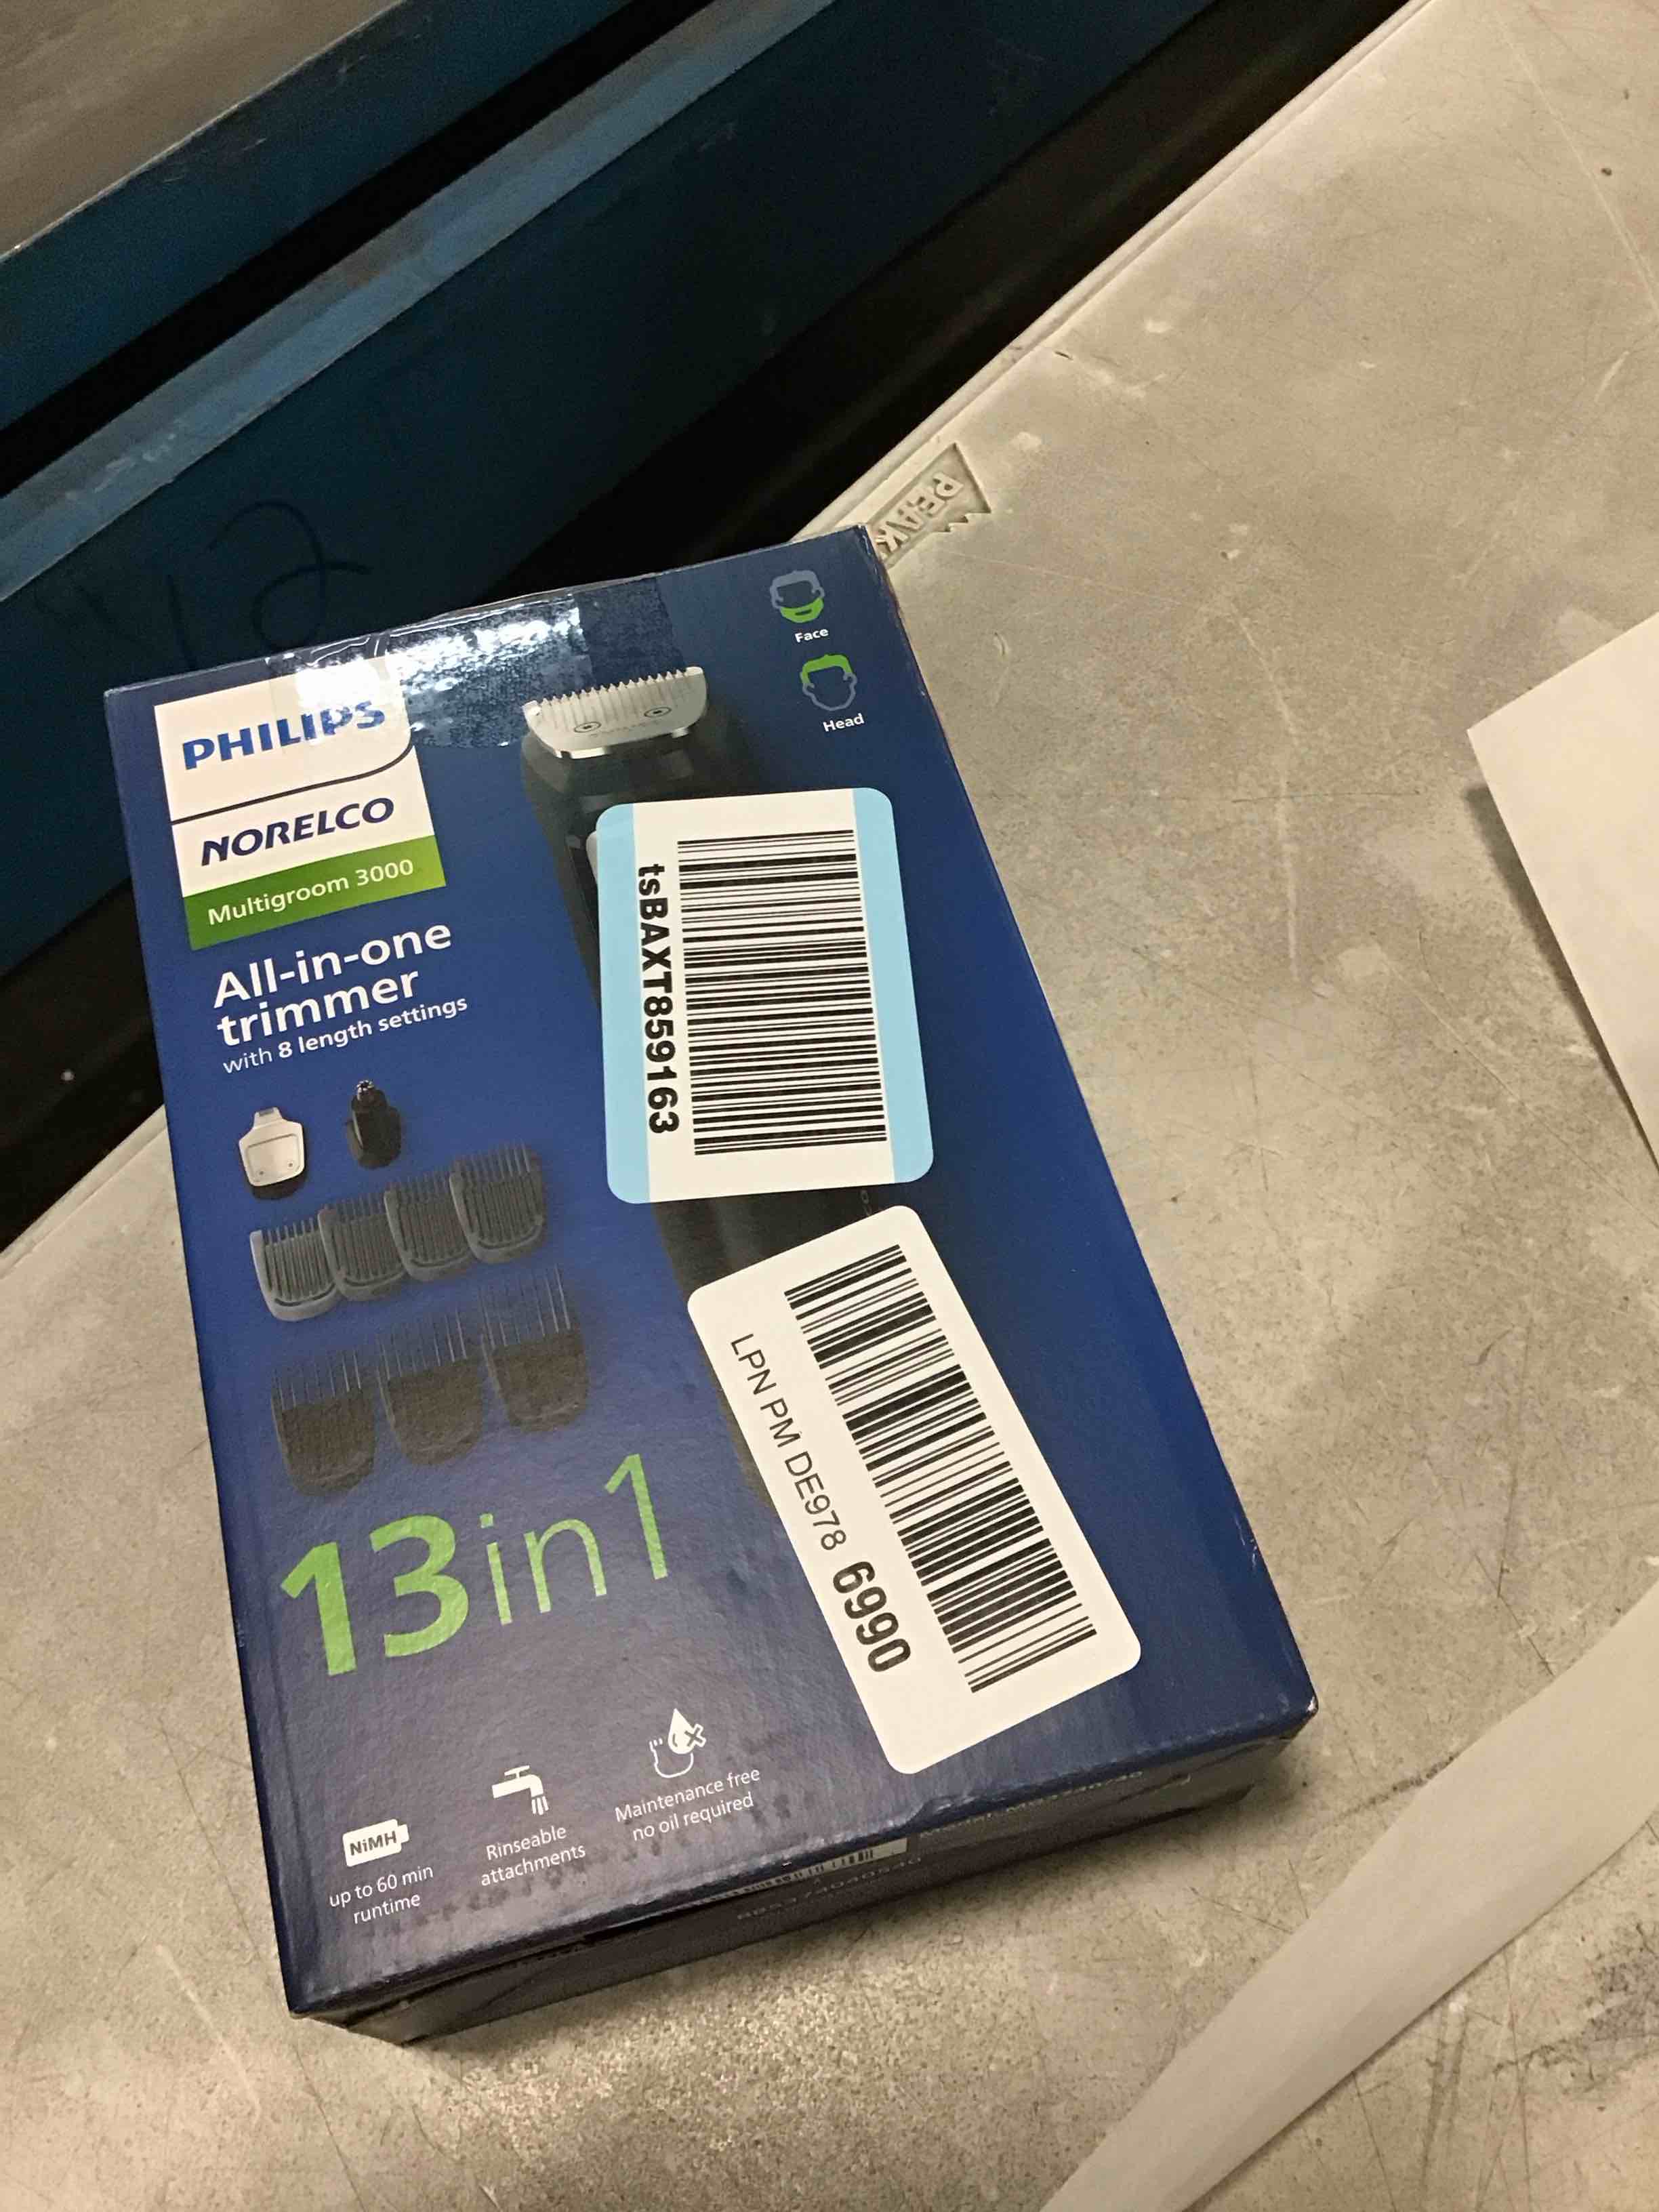 PEAK
Face
Head
PHILIPS
NORELCO
Multigroom 3000
All-in-one
trimmer
with 8 length settings
tsBAXT859163
LPN PM DE978 6990
13in1
NiMH
up to 60 min
runtime
Rinseable
attachments
Maintenance free
no oil required